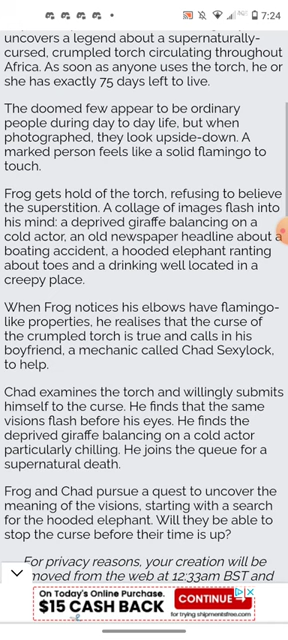 7:24
uncovers a legend about a supernaturally-
cursed, crumpled torch circulating throughout
Africa. As soon as anyone uses the torch, he or
she has exactly 75 days left to live.
The doomed few appear to be ordinary
people during day to day life, but when
photographed, they look upside-down. A
marked person feels like a solid flamingo to
touch.
Frog gets hold of the torch, refusing to believe
the superstition. A collage of images flash into
his mind: a deprived giraffe balancing on a
cold actor, an old newspaper headline about a
boating accident, a hooded elephant ranting
about toes and a drinking well located in a
creepy place.
When Frog notices his elbows have flamingo-
like properties, he realises that the curse of
the crumpled torch is true and calls in his
boyfriend, a mechanic called Chad Sexylock,
to help.
Chad examines the torch and willingly submits
himself to the curse. He finds that the same
visions flash before his eyes. He finds the
deprived giraffe balancing on a cold actor
particularly chilling. He joins the queue for a
supernatural death.
Frog and Chad pursue a quest to uncover the
meaning of the visions, starting with a search
for the hooded elephant. Will they be able to
stop the curse before their time is up?
For privacy reasons, your creation will be
moved from the web at 12:33am BST and
On Today's Online Purchase.
$15 CASH BACK
CONTINUE
for trying shipmentsfree.com